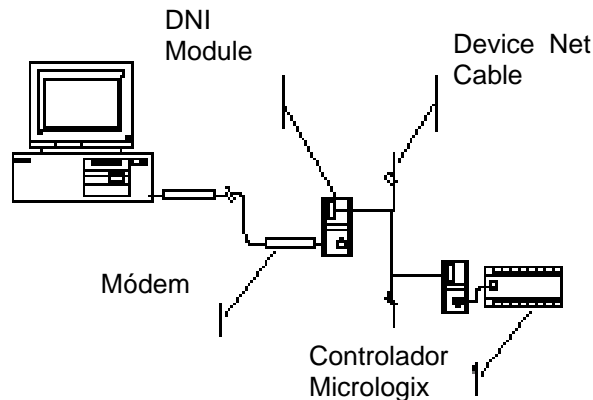 DNI
Module
Device Net
Cable
Módem
Controlador
Micrologix